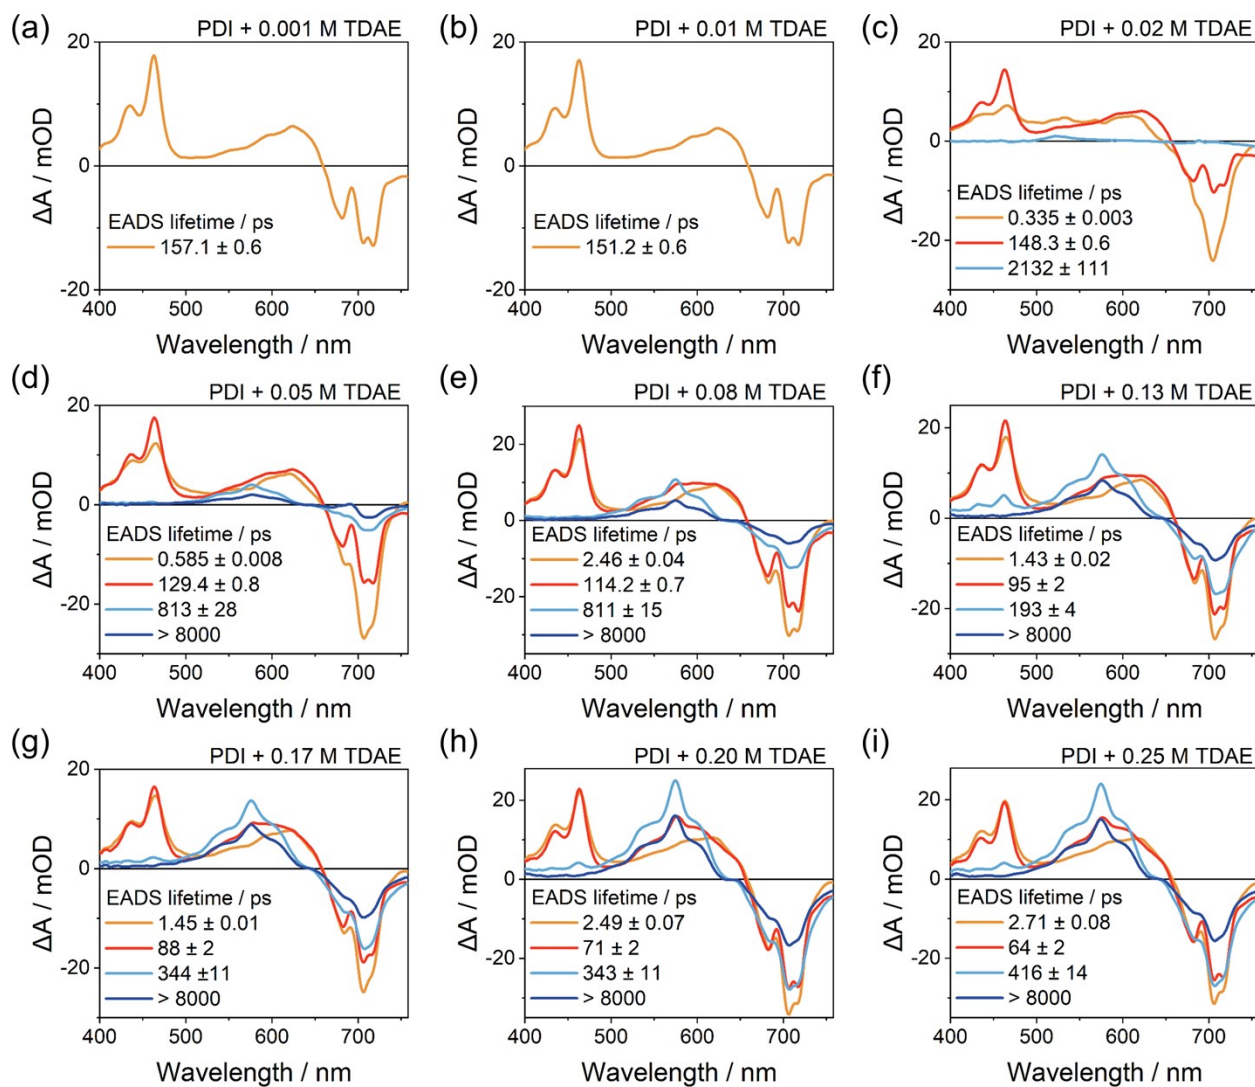 (a) PDI + 0.001 M TDAE
20
0
-20
ΔA / mOD
EADS lifetime / ps
157.1 ± 0.6
400 500 600 700
Wavelength / nm
(b) PDI + 0.01 M TDAE
20
0
-20
ΔA / mOD
EADS lifetime / ps
151.2 ± 0.6
400 500 600 700
Wavelength / nm
(c) PDI + 0.02 M TDAE
20
0
-20
ΔA / mOD
EADS lifetime / ps
0.335 ± 0.003
148.3 ± 0.6
2132 ± 111
400 500 600 700
Wavelength / nm
(d) PDI + 0.05 M TDAE
20
0
-20
ΔA / mOD
EADS lifetime / ps
0.585 ± 0.008
129.4 ± 0.8
813 ± 28
> 8000
400 500 600 700
Wavelength / nm
(e) PDI + 0.08 M TDAE
20
0
-20
ΔA / mOD
EADS lifetime / ps
2.46 ± 0.04
114.2 ± 0.7
811 ± 15
> 8000
400 500 600 700
Wavelength / nm
(f) PDI + 0.13 M TDAE
20
0
-20
ΔA / mOD
EADS lifetime / ps
1.43 ± 0.02
95 ± 2
193 ± 4
> 8000
400 500 600 700
Wavelength / nm
(g) PDI + 0.17 M TDAE
20
0
-20
ΔA / mOD
EADS lifetime / ps
1.45 ± 0.01
88 ± 2
344 ±11
> 8000
400 500 600 700
Wavelength / nm
(h) PDI + 0.20 M TDAE
20
0
-20
ΔA / mOD
EADS lifetime / ps
2.49 ± 0.07
71 ± 2
343 ± 11
> 8000
400 500 600 700
Wavelength / nm
(i) PDI + 0.25 M TDAE
20
0
-20
ΔA / mOD
EADS lifetime / ps
2.71 ± 0.08
64 ± 2
416 ± 14
> 8000
400 500 600 700
Wavelength / nm